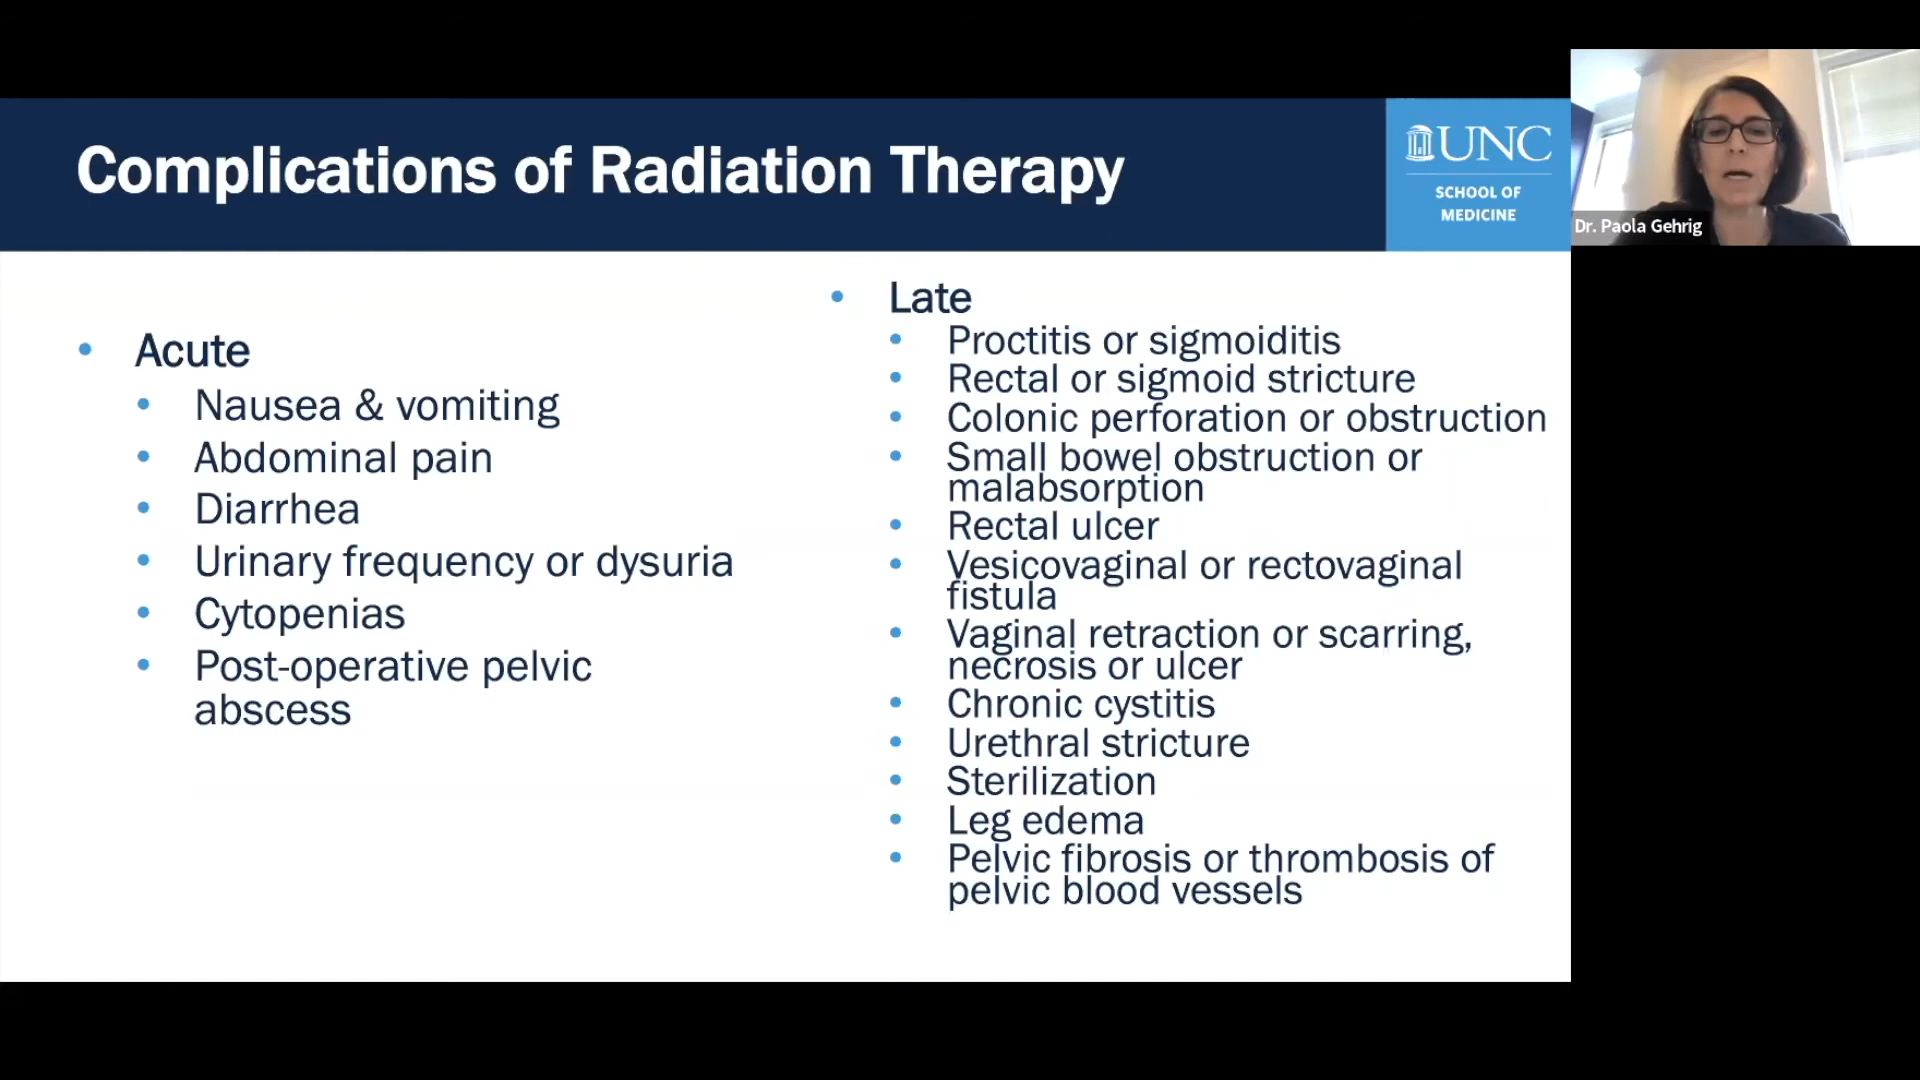 Complications of Radiation Therapy
UNC
SCHOOL OF
MEDICINE
Dr. Paola Gehrig
Acute
Nausea & vomiting
Abdominal pain
Diarrhea
Urinary frequency or dysuria
Cytopenias
Post-operative pelvic
abscess
Late
Proctitis or sigmoiditis
Rectal or sigmoid stricture
Colonic perforation or obstruction
Small bowel obstruction or
malabsorption
Rectal ulcer
Vesicovaginal or rectovaginal
fistula
Vaginal retraction or scarring,
necrosis or ulcer
Chronic cystitis
Urethral stricture
Sterilization
Leg edema
Pelvic fibrosis or thrombosis of
pelvic blood vessels